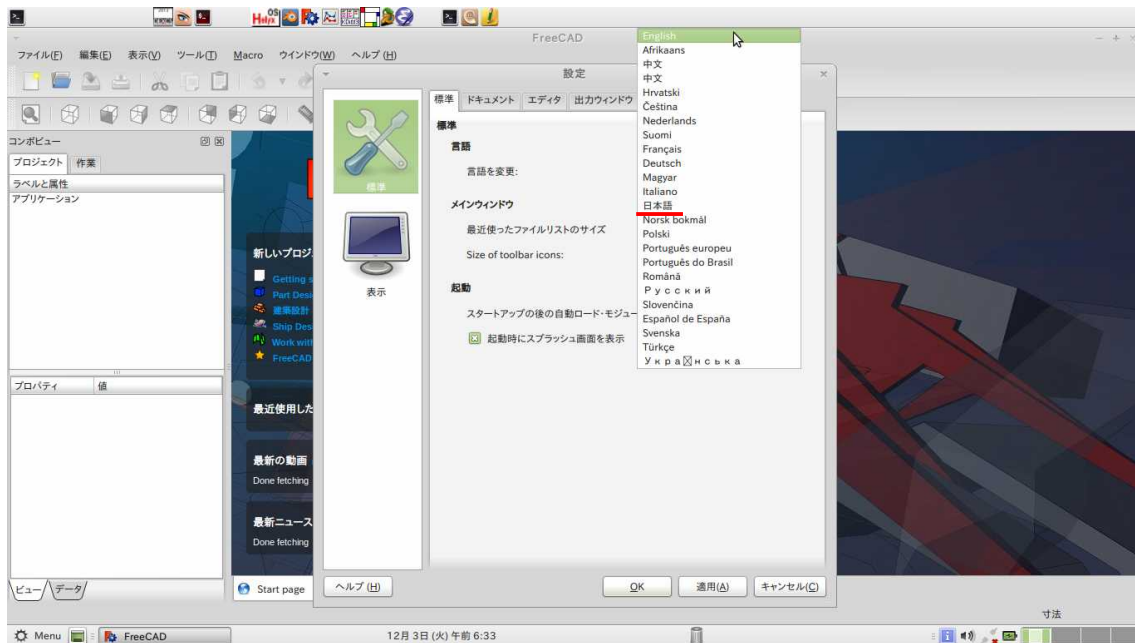 FreeCAD
ファイル(F) 編集(E) 表示(V) ツール(T) Macro ウインドウ(W) ヘルプ (H)
設定
コンボビュー
プロジェクト 作業
ラベルと属性
アプリケーション
プロパティ 値
ビュー データ
新しいプロジ
Getting s
Part Desi
建築設計
Ship Des
Work with
FreeCAD
最近使用した
最新の動画
Done fetching
最新ニュース
Done fetching
Start page
標準
表示
標準 ドキュメント エディタ 出力ウィンドウ
標準
言語
言語を変更:
メインウィンドウ
最近使ったファイルリストのサイズ
Size of toolbar icons:
起動
スタートアップの後の自動ロード・モジュー
起動時にスプラッシュ画面を表示
English
Afrikaans
中文
中文
Hrvatski
Čeština
Nederlands
Suomi
Français
Deutsch
Magyar
Italiano
日本語
Norsk bokmål
Polski
Português europeu
Português do Brasil
Română
Русский
Slovenčina
Español de España
Svenska
Türkçe
ヘルプ (H) OK 適用(A) キャンセル(C)
寸法
Menu FreeCAD 12月 3日 (火) 午前 6:33